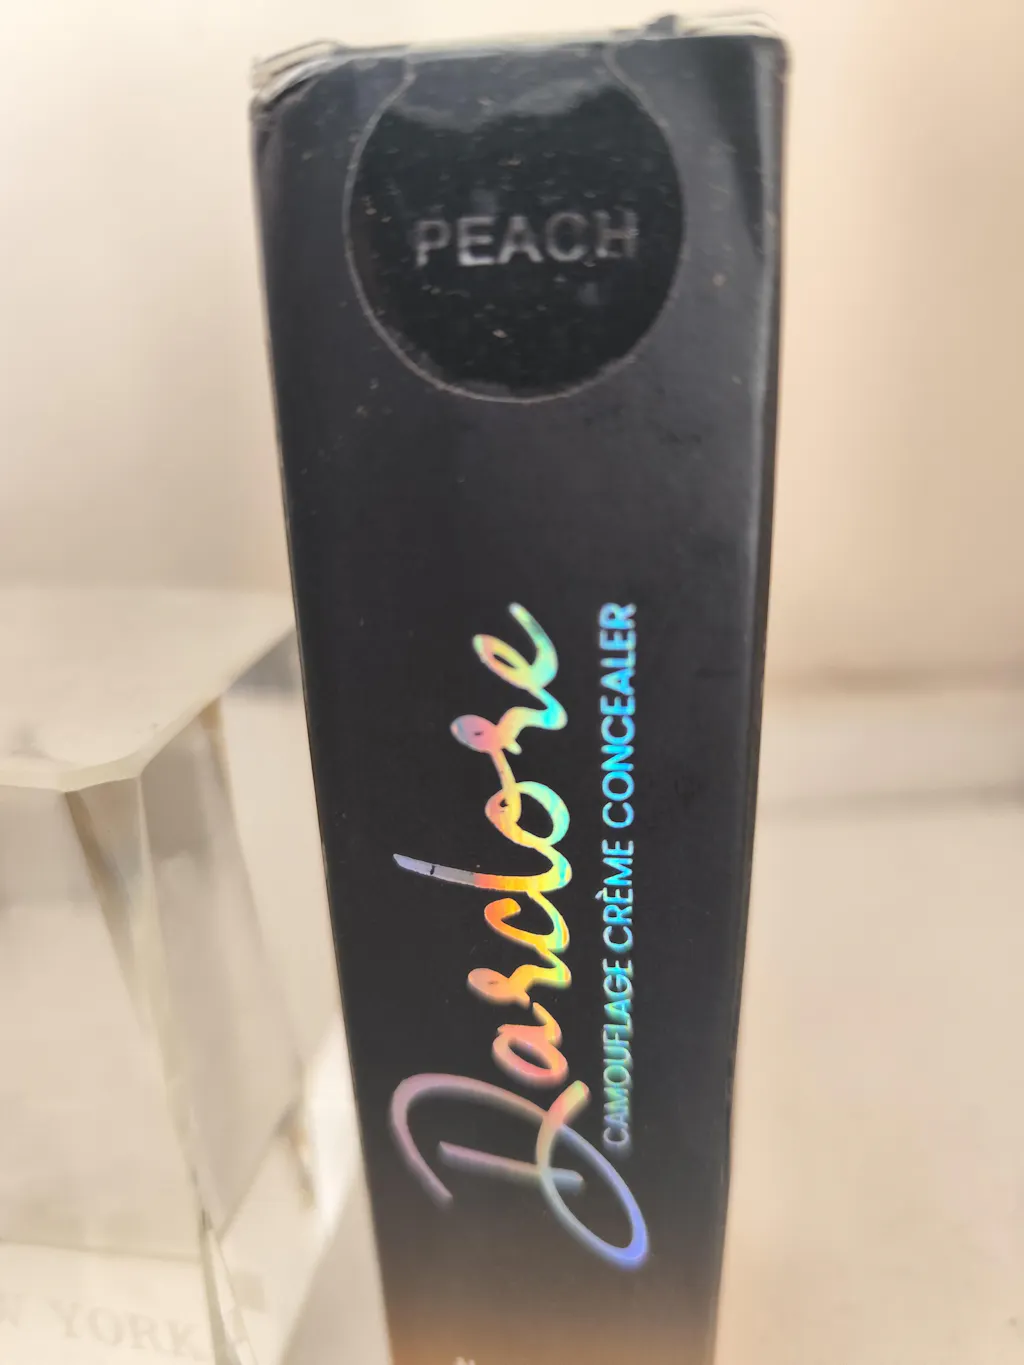 PEACH
Darclore
CAMOUFLAGE CRÈME CONCEALER
YORK